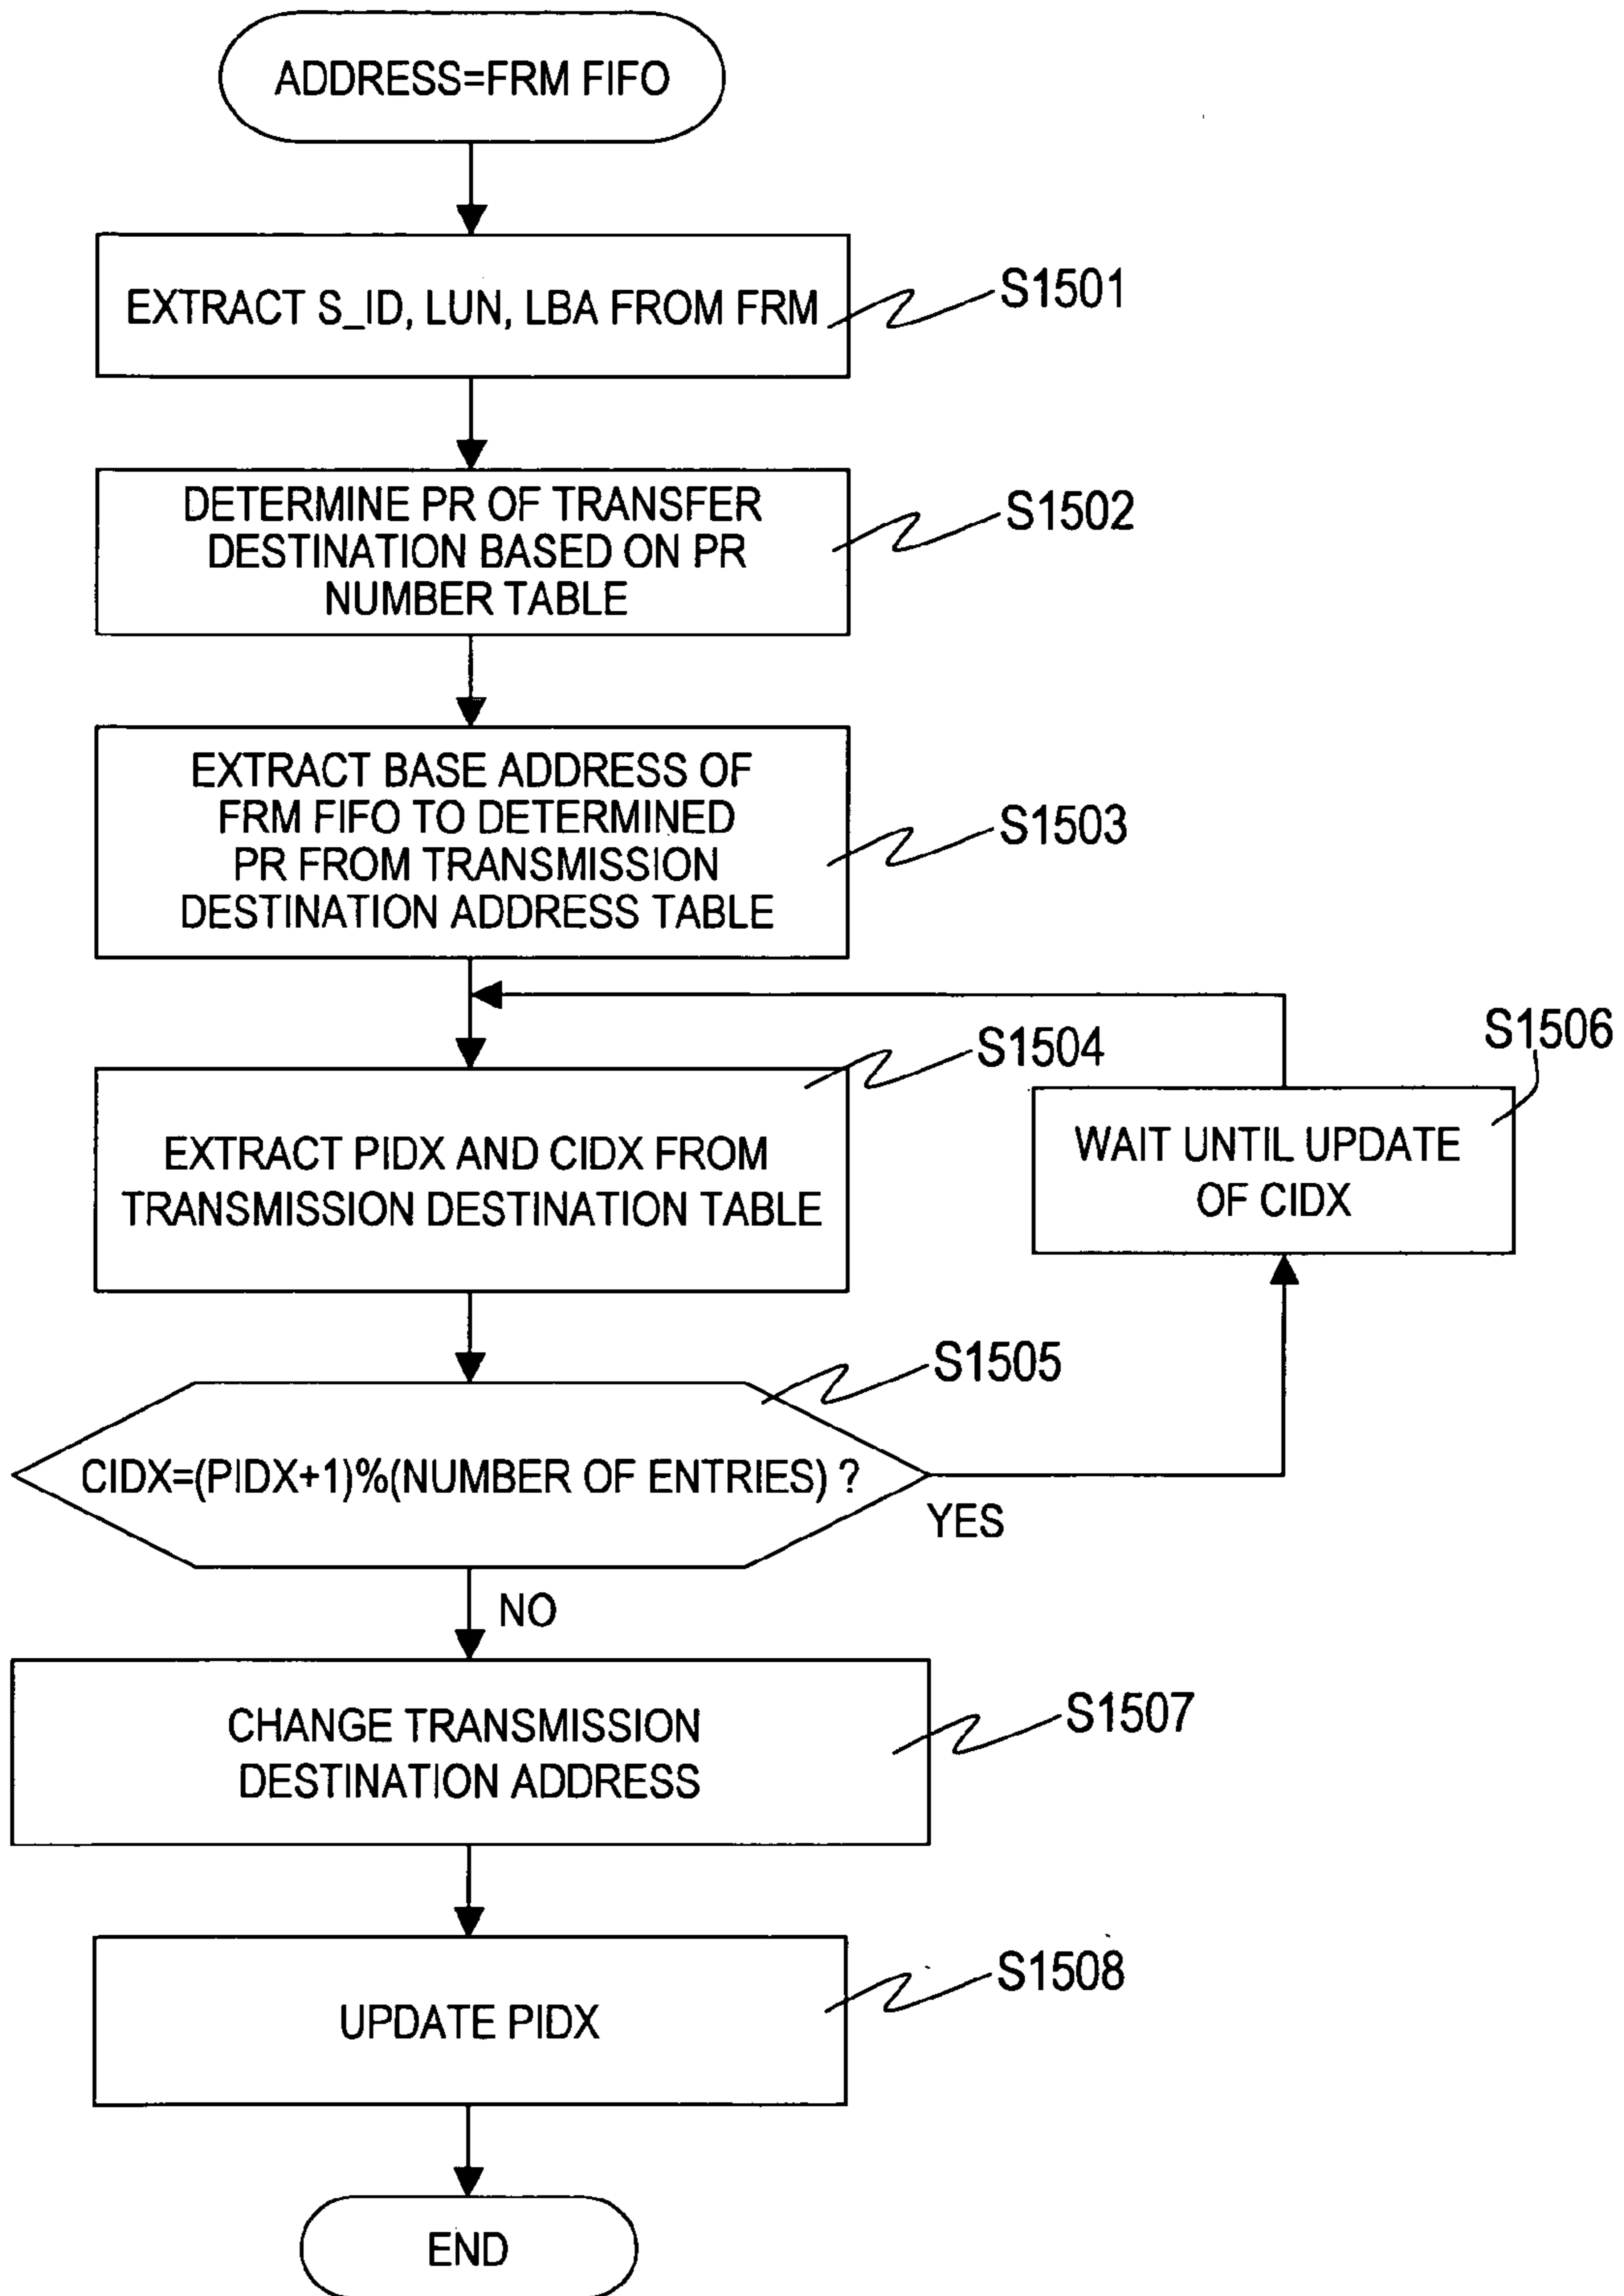 ADDRESS=FRM FIFO
EXTRACT S_ID, LUN, LBA FROM FRM
S1501
DETERMINE PR OF TRANSFER
DESTINATION BASED ON PR
NUMBER TABLE
S1502
EXTRACT BASE ADDRESS OF
FRM FIFO TO DETERMINED
PR FROM TRANSMISSION
DESTINATION ADDRESS TABLE
S1503
EXTRACT PIDX AND CIDX FROM
TRANSMISSION DESTINATION TABLE
S1504
WAIT UNTIL UPDATE
OF CIDX
S1506
CIDX=(PIDX+1)%(NUMBER OF ENTRIES) ?
S1505
YES
NO
CHANGE TRANSMISSION
DESTINATION ADDRESS
S1507
UPDATE PIDX
S1508
END